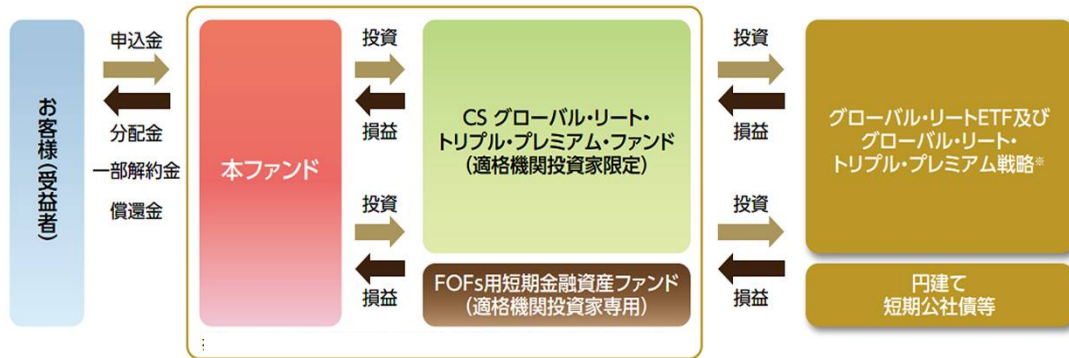 お客様(受益者)
申込金
分配金
一部解約金
償還金
本ファンド
投資
損益
投資
損益
CS グローバル・リート・
トリプル・プレミアム・ファンド
(適格機関投資家限定)
FOFs用短期金融資産ファンド
(適格機関投資家専用)
投資
損益
投資
損益
グローバル・リートETF及び
グローバル・リート・
トリプル・プレミアム戦略※
円建て
短期公社債等